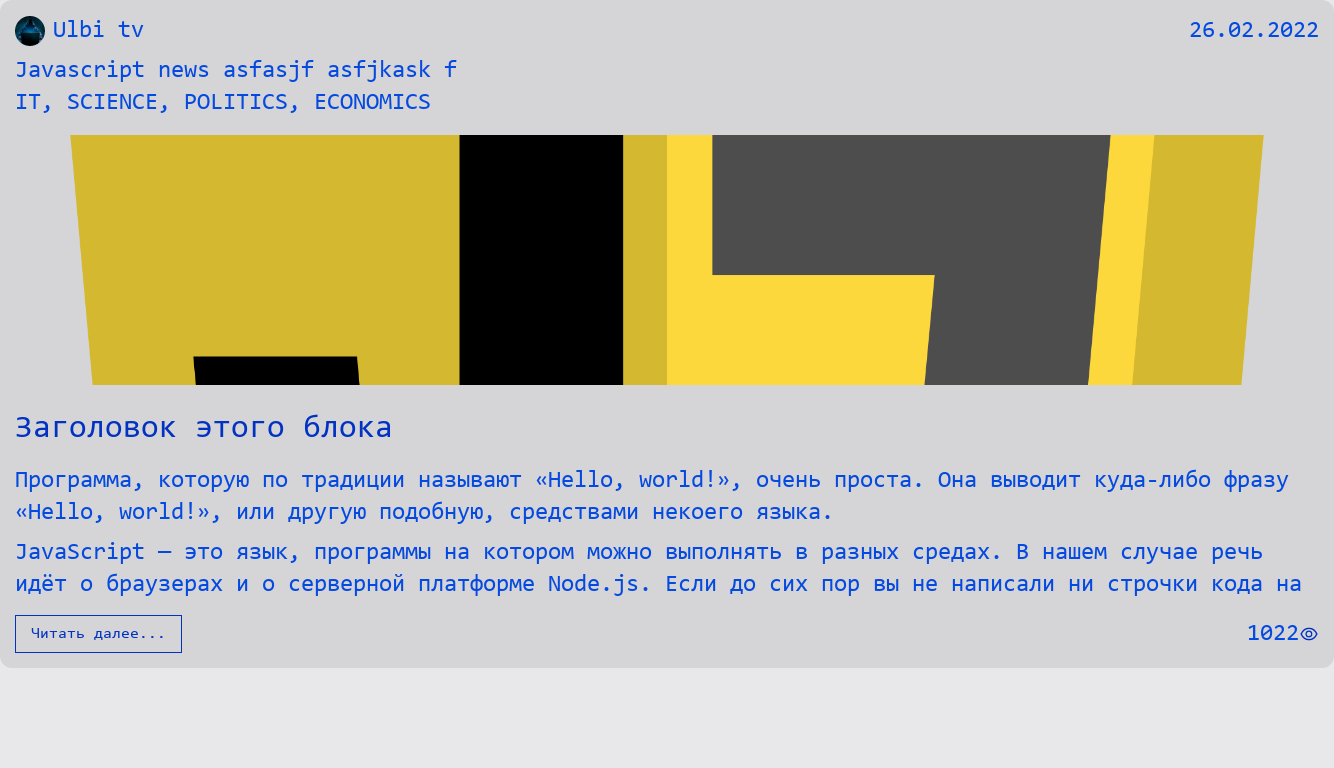 Ulbi tv
26.02.2022
Javascript news asfasjf asfjkask f
IT, SCIENCE, POLITICS, ECONOMICS
Заголовок этого блока
Программа, которую по традиции называют «Hello, world!», очень проста. Она выводит куда-либо фразу
«Hello, world!», или другую подобную, средствами некоего языка.
JavaScript — это язык, программы на котором можно выполнять в разных средах. В нашем случае речь
идёт о браузерах и о серверной платформе Node.js. Если до сих пор вы не написали ни строчки кода на
Читать далее...
1022